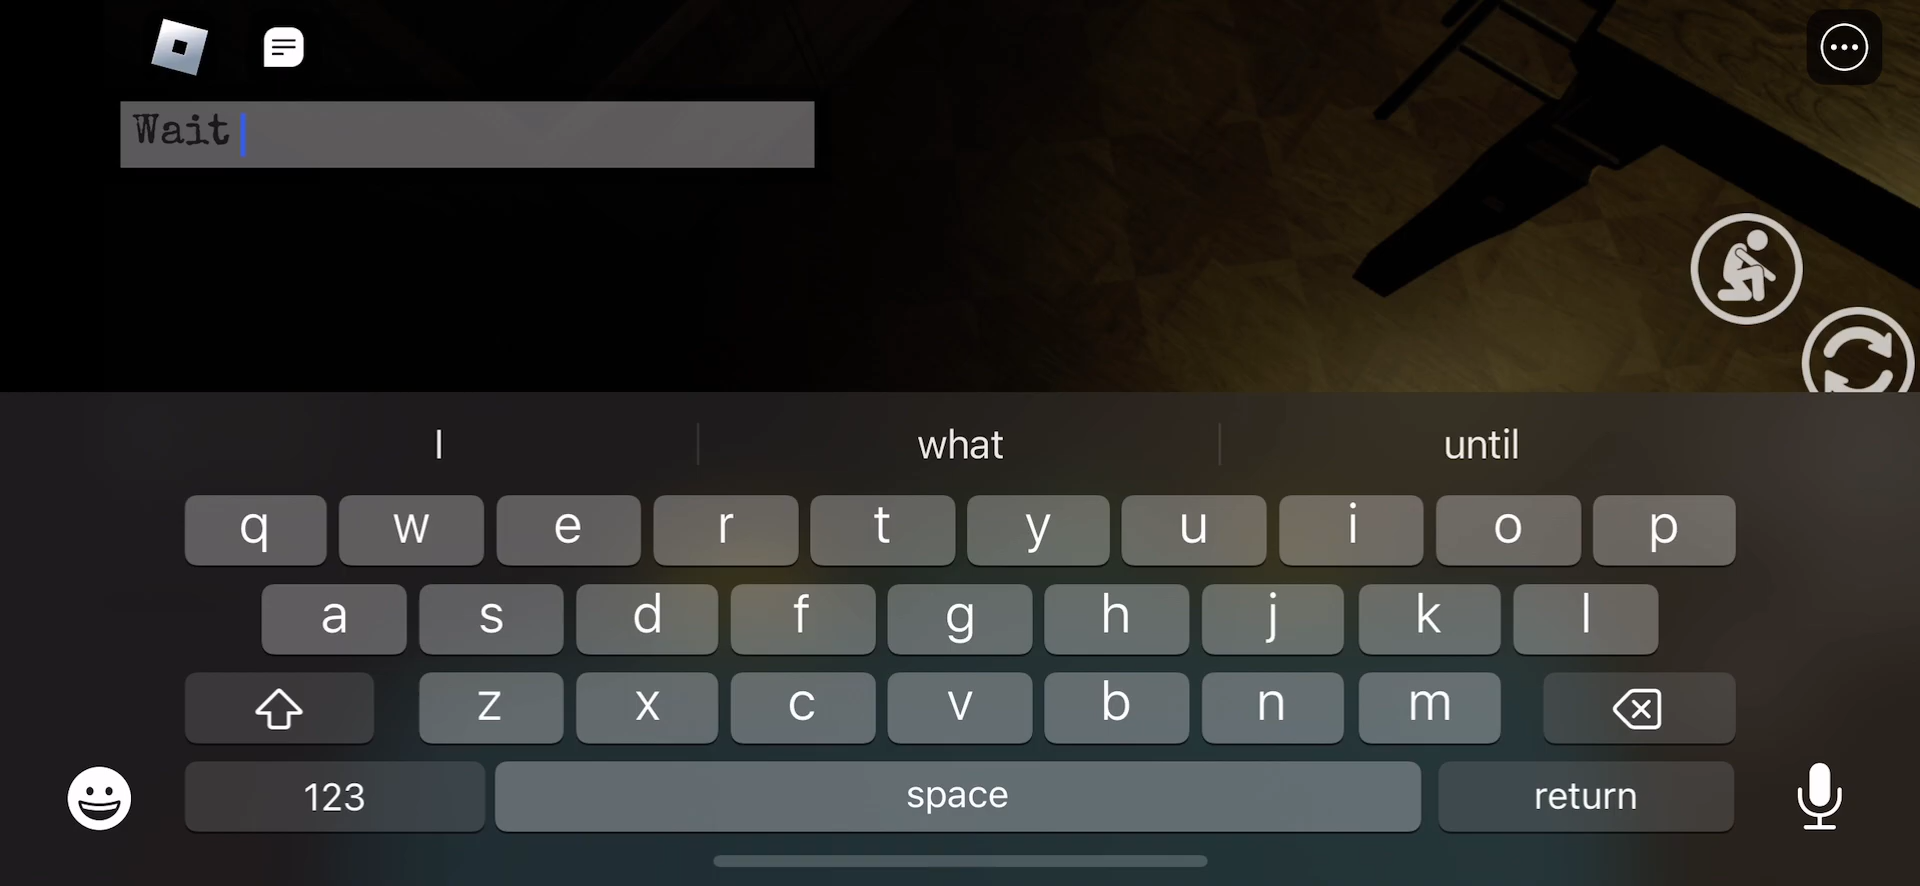 Wait
I what until
q w e r t y u i o p
a s d f g h j k l
z x c v b n m
123 space return